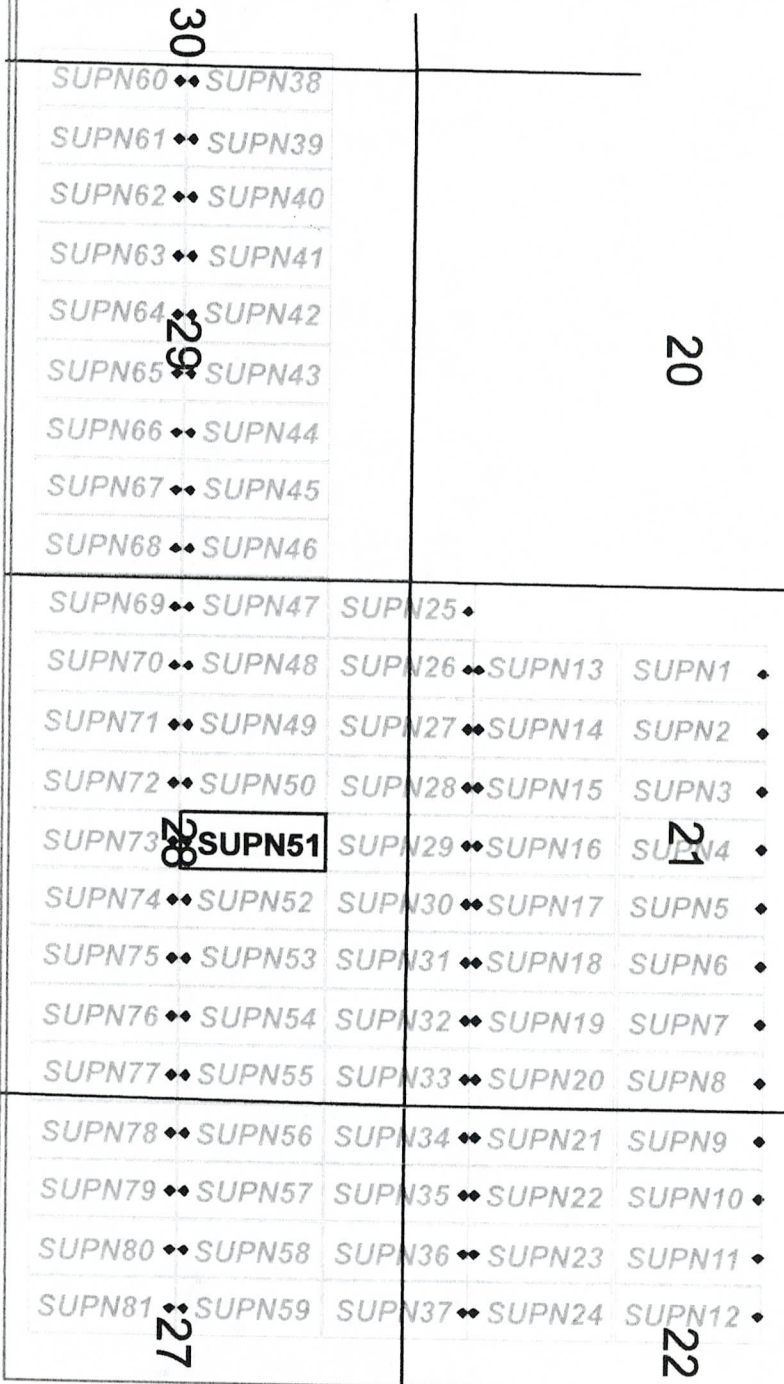 30
SUPN60 SUPN38
SUPN61 SUPN39
SUPN62 SUPN40
SUPN63 SUPN41
SUPN64 SUPN42
29
20
SUPN65 SUPN43
SUPN66 SUPN44
SUPN67 SUPN45
SUPN68 SUPN46
SUPN69 SUPN47 SUPN25
SUPN70 SUPN48 SUPN26 SUPN13 SUPN1
SUPN71 SUPN49 SUPN27 SUPN14 SUPN2
SUPN72 SUPN50 SUPN28 SUPN15 SUPN3
SUPN73 28 SUPN51 SUPN29 SUPN16 SUPN4 21
SUPN74 SUPN52 SUPN30 SUPN17 SUPN5
SUPN75 SUPN53 SUPN31 SUPN18 SUPN6
SUPN76 SUPN54 SUPN32 SUPN19 SUPN7
SUPN77 SUPN55 SUPN33 SUPN20 SUPN8
SUPN78 SUPN56 SUPN34 SUPN21 SUPN9
SUPN79 SUPN57 SUPN35 SUPN22 SUPN10
SUPN80 SUPN58 SUPN36 SUPN23 SUPN11
SUPN81 SUPN59 SUPN37 SUPN24 SUPN12
27
22